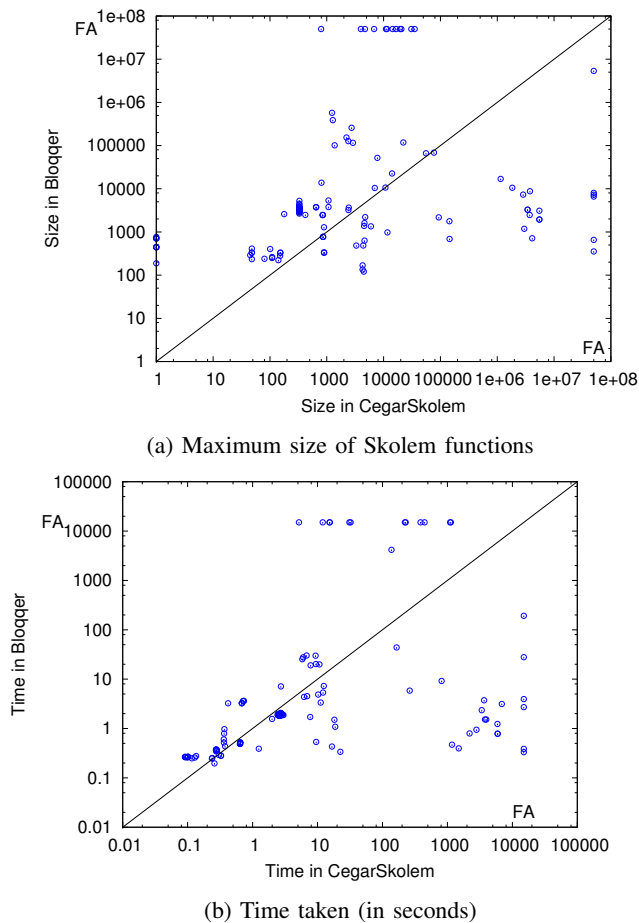 1e+08
FA
1e+07
1e+06
100000
10000
1000
100
10
1
Size in Bloqqer
FA
1 10 100 1000 10000 100000 1e+06 1e+07 1e+08
Size in CegarSkolem
(a) Maximum size of Skolem functions
100000
FA
10000
1000
100
10
1
0.1
0.01
Time in Bloqqer
FA
0.01 0.1 1 10 100 1000 10000 100000
Time in CegarSkolem
(b) Time taken (in seconds)